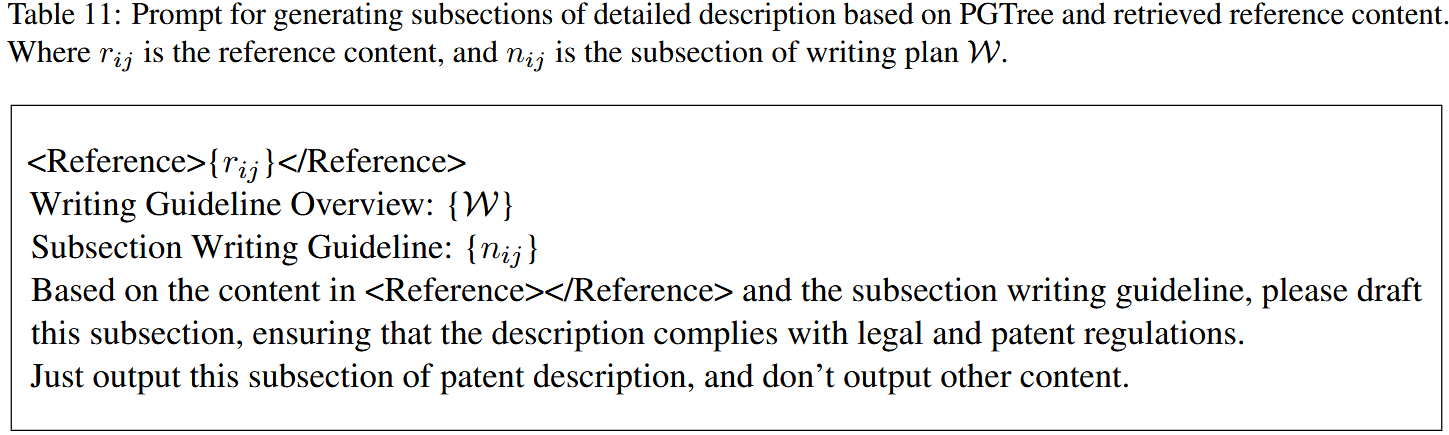 Table 11: Prompt for generating subsections of detailed description based on PGTree and retrieved reference content.
Where r_{ij} is the reference content, and n_{ij} is the subsection of writing plan 𝒲.
<Reference>{r_{ij}}</Reference>
Writing Guideline Overview: {𝒲}
Subsection Writing Guideline: {n_{ij}}
Based on the content in <Reference></Reference> and the subsection writing guideline, please draft
this subsection, ensuring that the description complies with legal and patent regulations.
Just output this subsection of patent description, and don’t output other content.